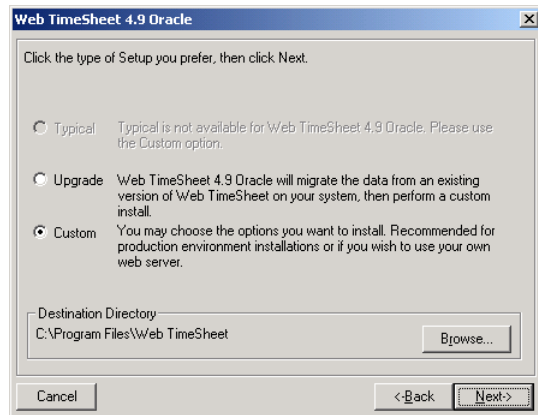 Web TimeSheet 4.9 Oracle
Click the type of Setup you prefer, then click Next.
Typical
Typical is not available for Web TimeSheet 4.9 Oracle. Please use
the Custom option.
Upgrade
Web TimeSheet 4.9 Oracle will migrate the data from an existing
version of Web TimeSheet on your system, then perform a custom
install.
Custom
You may choose the options you want to install. Recommended for
production environment installations or if you wish to use your own
web server.
Destination Directory
C:\Program Files\Web TimeSheet
Browse...
Cancel
<-Back
Next->